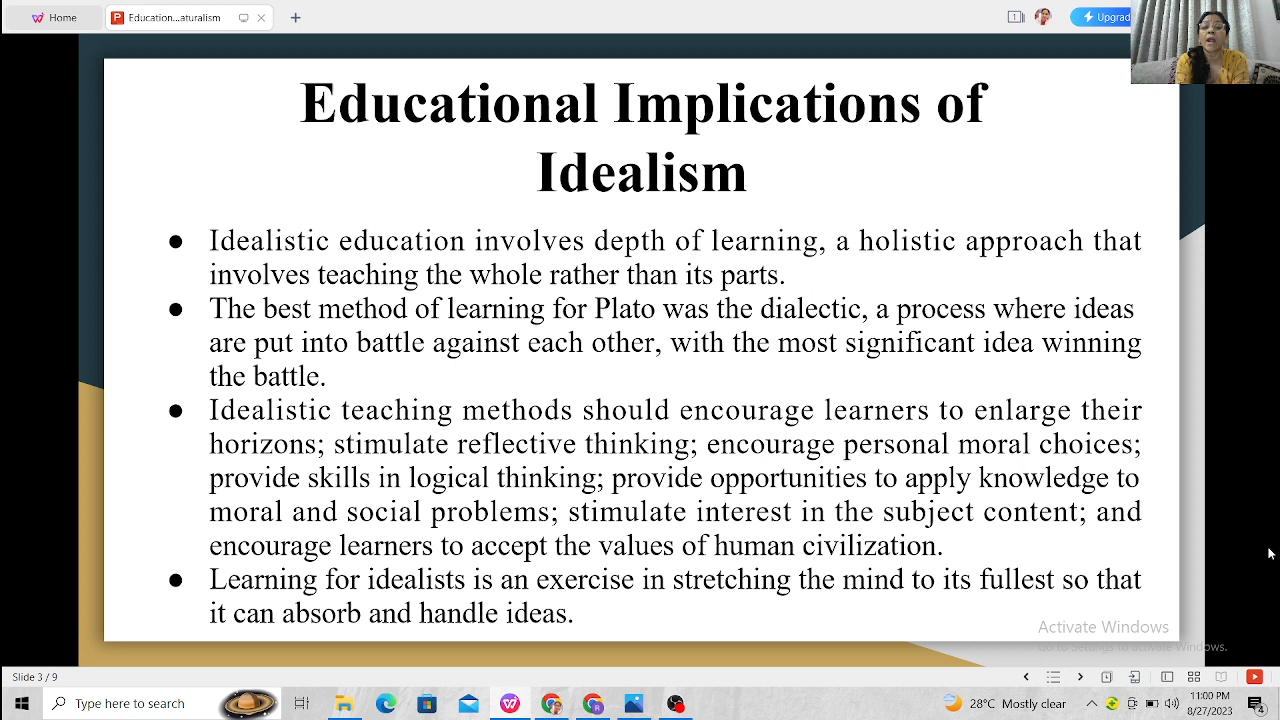 Home
Education...aturalism
1
Upgrad
Educational Implications of
Idealism
● Idealistic education involves depth of learning, a holistic approach that
involves teaching the whole rather than its parts.
● The best method of learning for Plato was the dialectic, a process where ideas
are put into battle against each other, with the most significant idea winning
the battle.
● Idealistic teaching methods should encourage learners to enlarge their
horizons; stimulate reflective thinking; encourage personal moral choices;
provide skills in logical thinking; provide opportunities to apply knowledge to
moral and social problems; stimulate interest in the subject content; and
encourage learners to accept the values of human civilization.
● Learning for idealists is an exercise in stretching the mind to its fullest so that
it can absorb and handle ideas.
Activate Windows
Go to Settings to activate Windows.
Slide 3 / 9
Type here to search
28°C Mostly clear
11:00 PM
8/27/2023
4